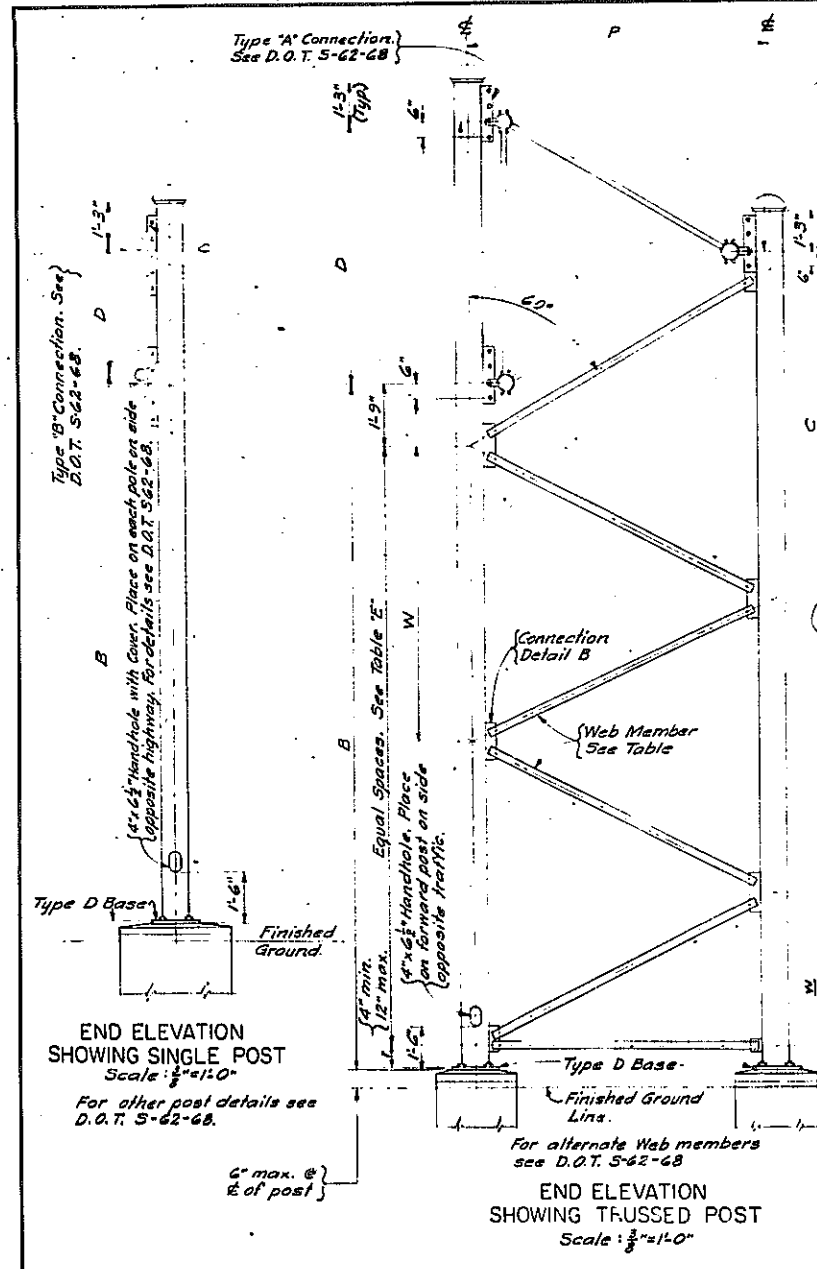 Type "A" Connection.
See D.O.T. S-62-68
℄
P
℄
1'-3"
(Typ.)
6"
1'-3"
D
C
B
Type "B" Connection. See
D.O.T. S-62-68.
4"x6½" Handhole with Cover. Place on each pole on side
opposite highway. For details see D.O.T. S-62-68.
1'-6"
Type D Base
Finished
Ground.
END ELEVATION
SHOWING SINGLE POST
Scale : ⅜"=1'-0"
For other post details see
D.O.T. S-62-68.
D
60°
6"
1'-9"
1'-3"
6"
C
B
W
Equal Spaces. See Table "E"
4" min.
12" max.
4"x6½" Handhole. Place
on forward post on side
opposite traffic.
1'-6"
Connection
Detail B
Web Member
See Table
W
Type D Base
Finished Ground
Line.
6" max. @
℄ of post
For alternate Web members
see D.O.T. S-62-68
END ELEVATION
SHOWING TRUSSED POST
Scale : ⅜"=1'-0"